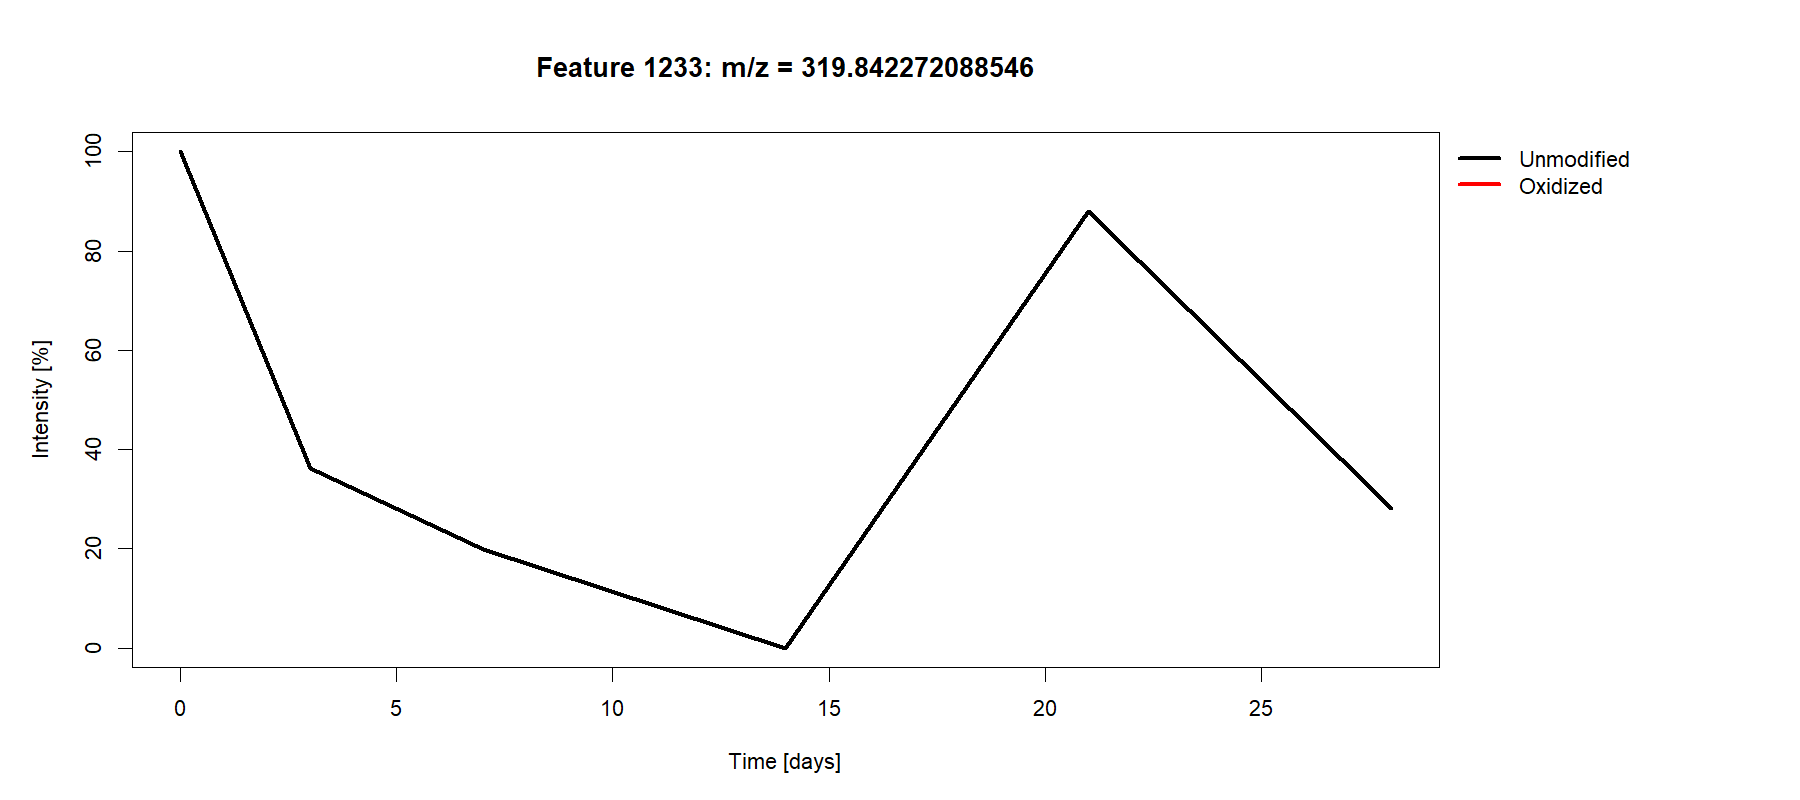 Feature 1233: m/z = 319.842272088546
Unmodified
Oxidized
Intensity [%]
100
80
60
40
20
0
0 5 10 15 20 25
Time [days]